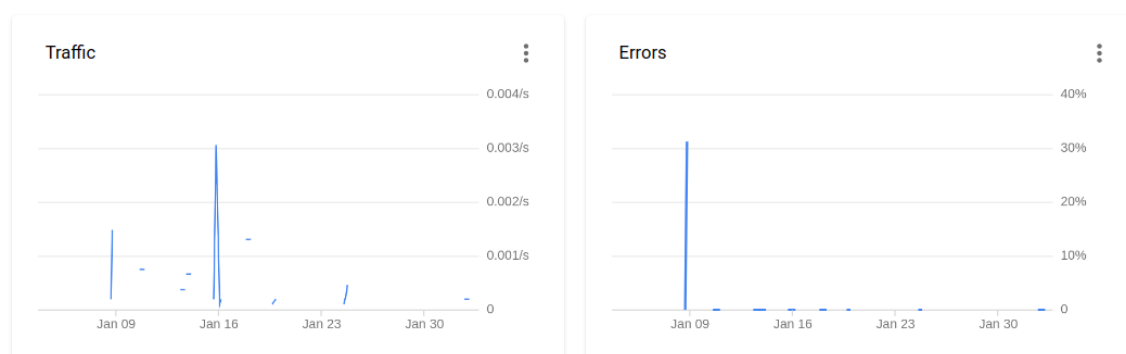 Traffic
0.004/s
0.003/s
0.002/s
0.001/s
0
Jan 09 Jan 16 Jan 23 Jan 30
Errors
40%
30%
20%
10%
0
Jan 09 Jan 16 Jan 23 Jan 30